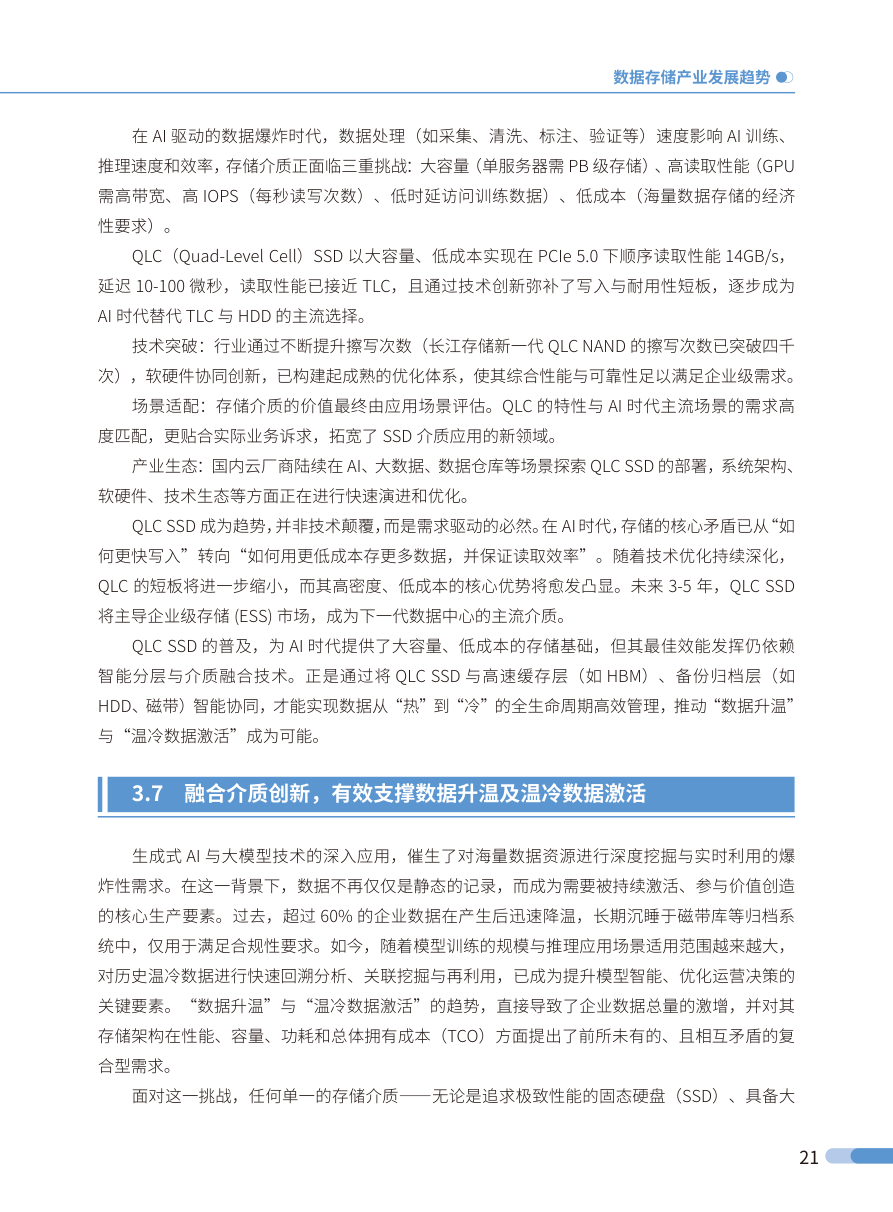 数据存储产业发展趋势
在 AI 驱动的数据爆炸时代，数据处理（如采集、清洗、标注、验证等）速度影响 AI 训练、
推理速度和效率，存储介质正面临三重挑战：大容量（单服务器需 PB 级存储）、高读取性能（GPU
需高带宽、高 IOPS（每秒读写次数）、低时延访问训练数据）、低成本（海量数据存储的经济
性要求）。
QLC（Quad-Level Cell）SSD 以大容量、低成本实现在 PCIe 5.0 下顺序读取性能 14GB/s，
延迟 10-100 微秒，读取性能已接近 TLC，且通过技术创新弥补了写入与耐用性短板，逐步成为
AI 时代替代 TLC 与 HDD 的主流选择。
技术突破：行业通过不断提升擦写次数（长江存储新一代 QLC NAND 的擦写次数已突破四千
次），软硬件协同创新，已构建起成熟的优化体系，使其综合性能与可靠性足以满足企业级需求。
场景适配：存储介质的价值最终由应用场景评估。QLC 的特性与 AI 时代主流场景的需求高
度匹配，更贴合实际业务诉求，拓宽了 SSD 介质应用的新领域。
产业生态：国内云厂商陆续在 AI、大数据、数据仓库等场景探索 QLC SSD 的部署，系统架构、
软硬件、技术生态等方面正在进行快速演进和优化。
QLC SSD 成为趋势，并非技术颠覆，而是需求驱动的必然。在 AI 时代，存储的核心矛盾已从“如
何更快写入”转向“如何用更低成本存更多数据，并保证读取效率”。随着技术优化持续深化，
QLC 的短板将进一步缩小，而其高密度、低成本的核心优势将愈发凸显。未来 3-5 年，QLC SSD
将主导企业级存储 (ESS) 市场，成为下一代数据中心的主流介质。
QLC SSD 的普及，为 AI 时代提供了大容量、低成本的存储基础，但其最佳效能发挥仍依赖
智能分层与介质融合技术。正是通过将 QLC SSD 与高速缓存层（如 HBM）、备份归档层（如
HDD、磁带）智能协同，才能实现数据从“热”到“冷”的全生命周期高效管理，推动“数据升温”
与“温冷数据激活”成为可能。
3.7 融合介质创新，有效支撑数据升温及温冷数据激活
生成式 AI 与大模型技术的深入应用，催生了对海量数据资源进行深度挖掘与实时利用的爆
炸性需求。在这一背景下，数据不再仅仅是静态的记录，而成为需要被持续激活、参与价值创造
的核心生产要素。过去，超过 60% 的企业数据在产生后迅速降温，长期沉睡于磁带库等归档系
统中，仅用于满足合规性要求。如今，随着模型训练的规模与推理应用场景适用范围越来越大，
对历史温冷数据进行快速回溯分析、关联挖掘与再利用，已成为提升模型智能、优化运营决策的
关键要素。“数据升温”与“温冷数据激活”的趋势，直接导致了企业数据总量的激增，并对其
存储架构在性能、容量、功耗和总体拥有成本（TCO）方面提出了前所未有的、且相互矛盾的复
合型需求。
面对这一挑战，任何单一的存储介质——无论是追求极致性能的固态硬盘（SSD）、具备大
21